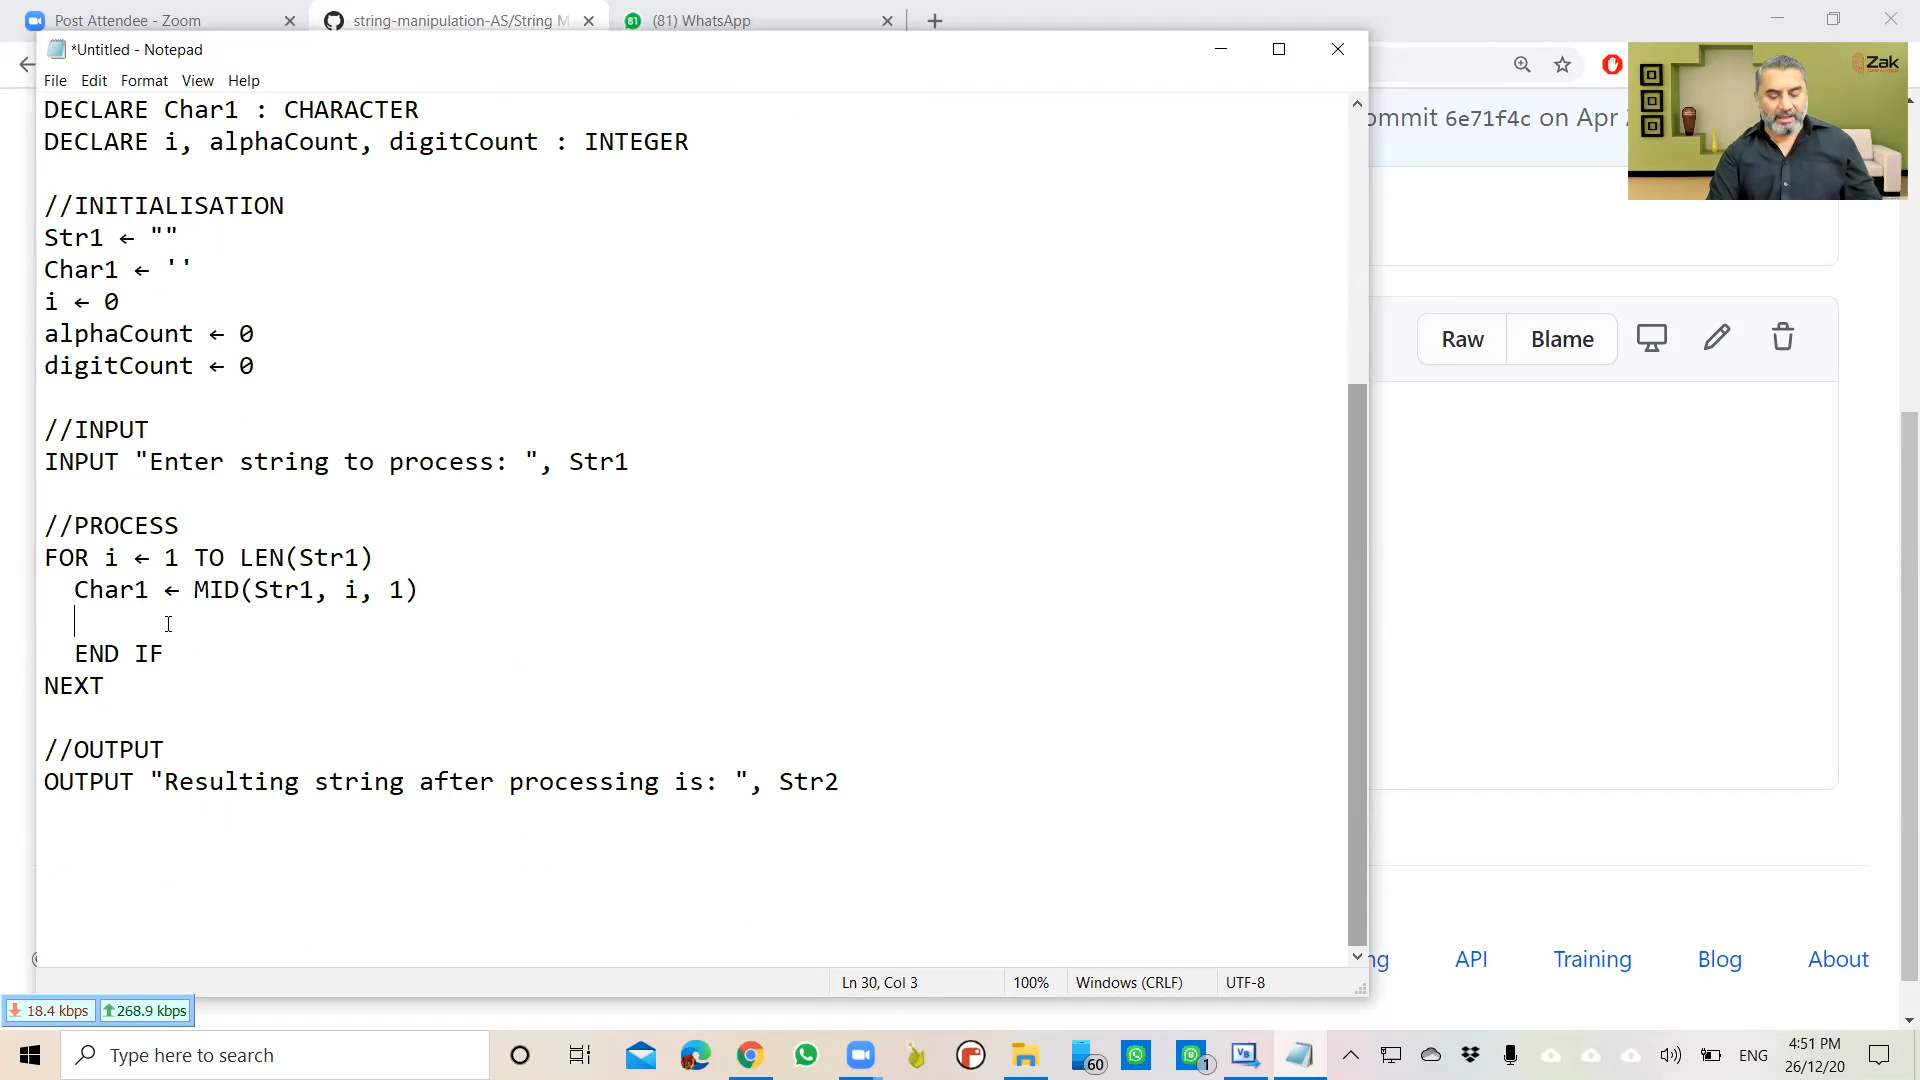 Post Attendee - Zoom
string-manipulation-AS/String M
(81) WhatsApp
*Untitled - Notepad
File Edit Format View Help
Zak
DECLARE Char1 : CHARACTER
DECLARE i, alphaCount, digitCount : INTEGER
ommit 6e71f4c on Apr 2
//INITIALISATION
Str1 ← ""
Char1 ← ''
i ← 0
alphaCount ← 0
digitCount ← 0
Raw Blame
//INPUT
INPUT "Enter string to process: ", Str1
//PROCESS
FOR i ← 1 TO LEN(Str1)
Char1 ← MID(Str1, i, 1)
END IF
NEXT
//OUTPUT
OUTPUT "Resulting string after processing is: ", Str2
ng API Training Blog About
Ln 30, Col 3 100% Windows (CRLF) UTF-8
18.4 kbps 268.9 kbps
Type here to search
60
1
ENG
4:51 PM
26/12/20